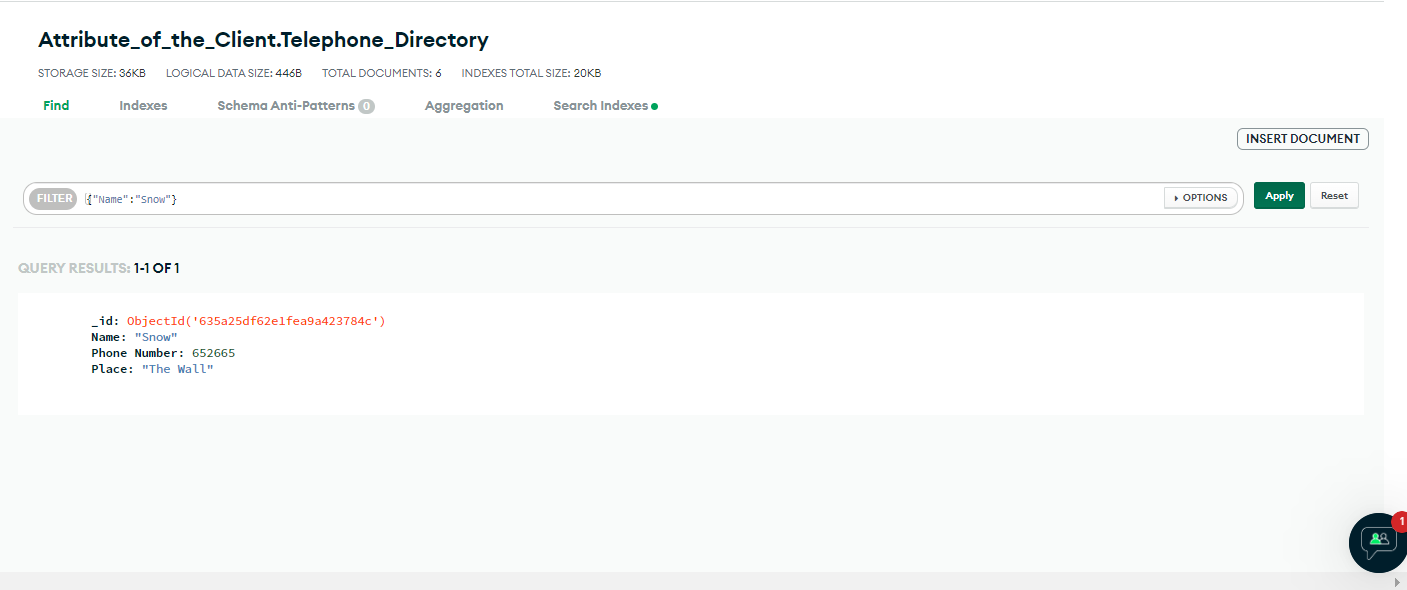 Attribute_of_the_Client.Telephone_Directory
STORAGE SIZE: 36KB LOGICAL DATA SIZE: 446B TOTAL DOCUMENTS: 6 INDEXES TOTAL SIZE: 20KB
Find Indexes Schema Anti-Patterns 0 Aggregation Search Indexes
INSERT DOCUMENT
FILTER {"Name":"Snow"} OPTIONS Apply Reset
QUERY RESULTS: 1-1 OF 1
_id: ObjectId('635a25df62e1fea9a423784c')
Name: "Snow"
Phone Number: 652665
Place: "The Wall"
1